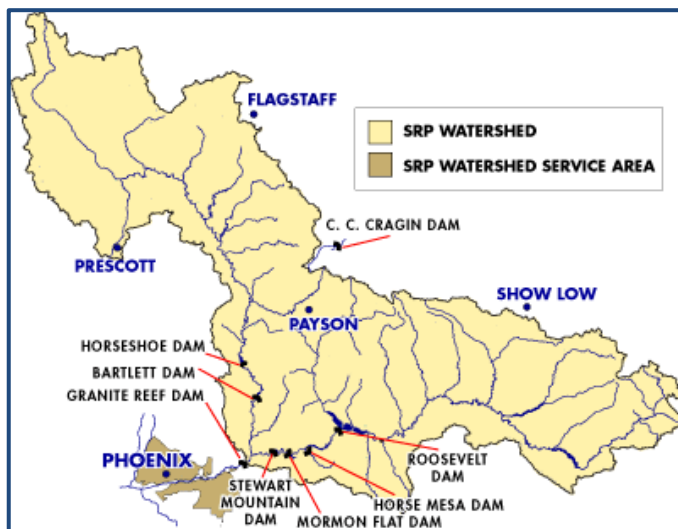 FLAGSTAFF
SRP WATERSHED
SRP WATERSHED SERVICE AREA
C. C. CRAGIN DAM
PRESCOTT
SHOW LOW
PAYSON
HORSESHOE DAM
BARTLETT DAM
GRANITE REEF DAM
PHOENIX
STEWART
MOUNTAIN
DAM
ROOSEVELT
DAM
HORSE MESA DAM
MORMON FLAT DAM